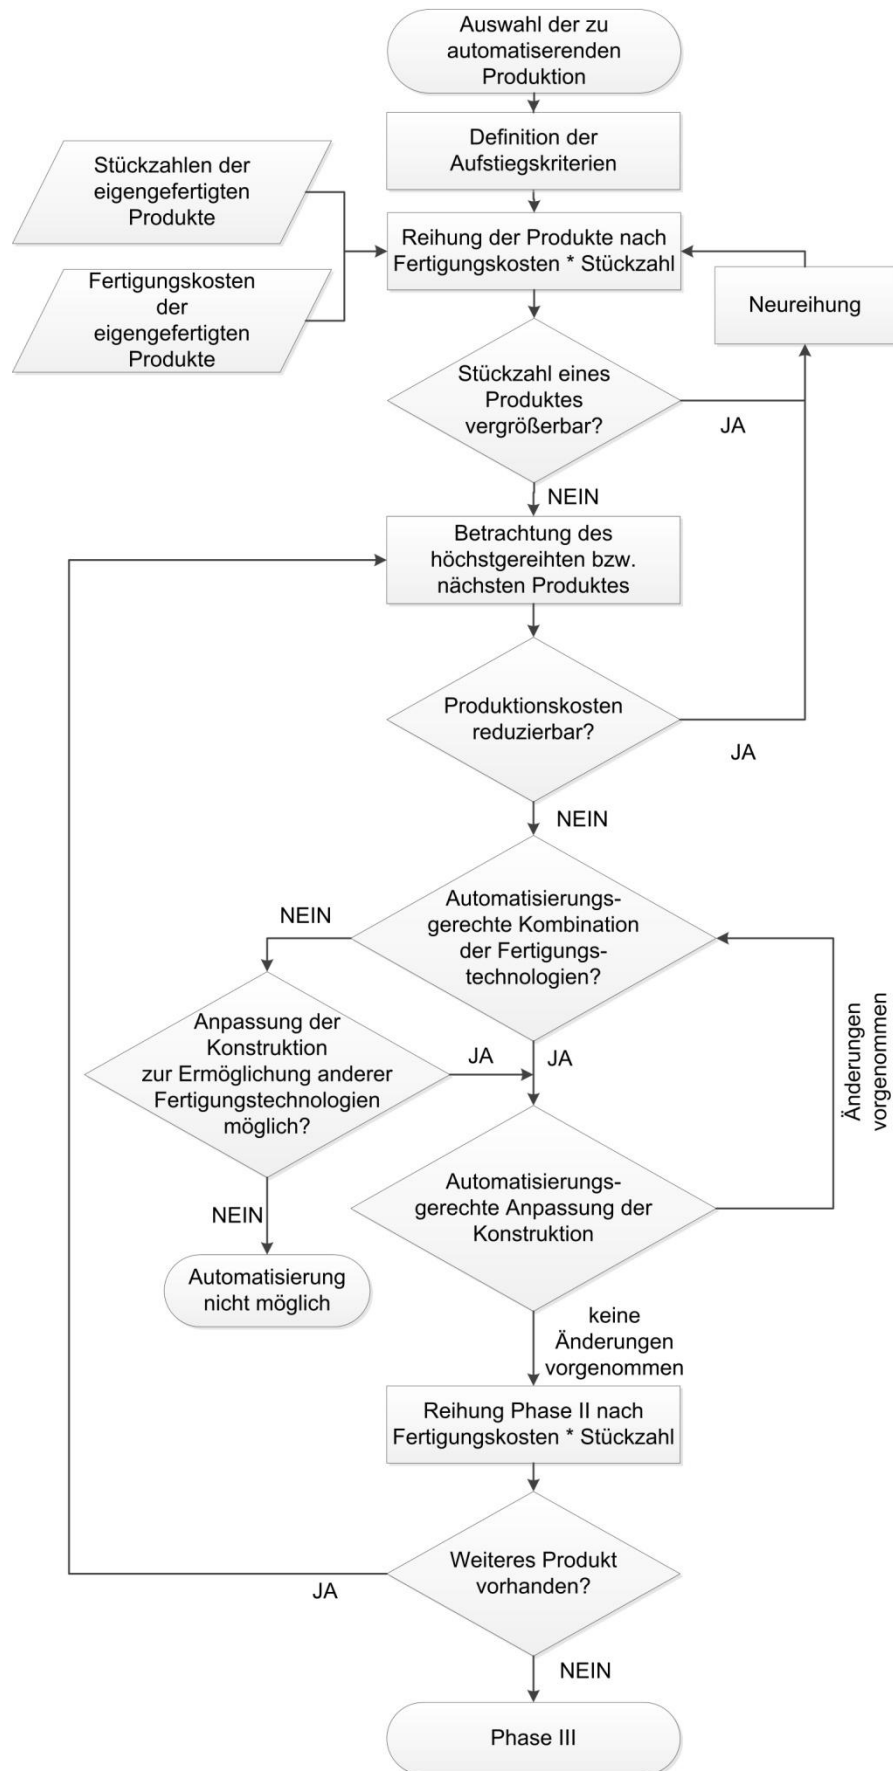 Auswahl der zu
automatiserenden
Produktion
Definition der
Aufstiegskriterien
Stückzahlen der
eigengefertigten
Produkte
Reihung der Produkte nach
Fertigungskosten * Stückzahl
Fertigungskosten
der
eigengefertigten
Produkte
Neureihung
Stückzahl eines
Produktes
vergrößerbar?
JA
NEIN
Betrachtung des
höchstgereihten bzw.
nächsten Produktes
Produktionskosten
reduzierbar?
JA
NEIN
Automatisierungs-
gerechte Kombination
der Fertigungs-
technologien?
NEIN
Anpassung der
Konstruktion
zur Ermöglichung anderer
Fertigungstechnologien
möglich?
JA
JA
Änderungen
vorgenommen
Automatisierungs-
gerechte Anpassung der
Konstruktion
NEIN
Automatisierung
nicht möglich
keine
Änderungen
vorgenommen
Reihung Phase II nach
Fertigungskosten * Stückzahl
Weiteres Produkt
vorhanden?
JA
NEIN
Phase III